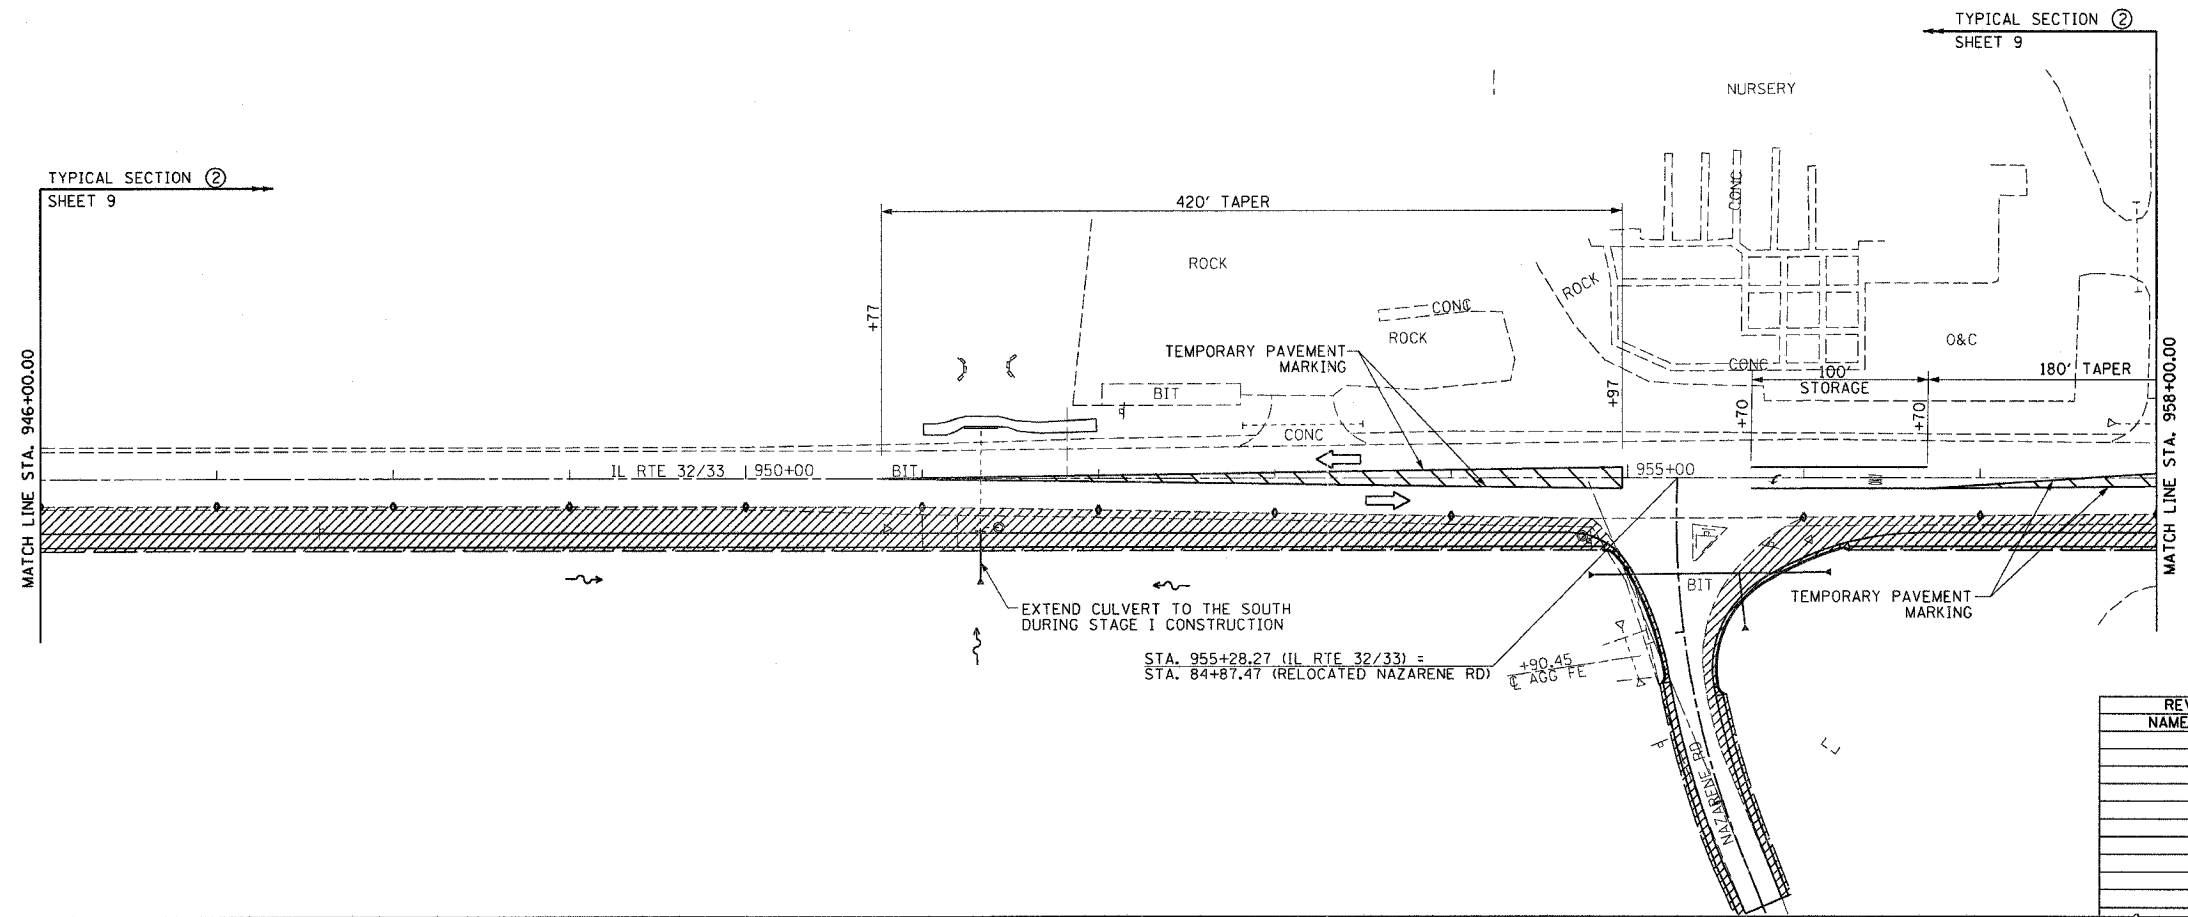 TYPICAL SECTION ②
SHEET 9
TYPICAL SECTION ②
SHEET 9
NURSERY
CONC
420' TAPER
ROCK
ROCK
+77
CONC
ROCK
O&C
TEMPORARY PAVEMENT
MARKING
CONC
100'
STORAGE
180' TAPER
+97
+70
+70
BIT
CONC
MATCH LINE STA. 946+00.00
MATCH LINE STA. 958+00.00
IL RTE 32/33
950+00
BIT
955+00
BIT
TEMPORARY PAVEMENT
MARKING
EXTEND CULVERT TO THE SOUTH
DURING STAGE I CONSTRUCTION
STA. 955+28.27 (IL RTE 32/33) =
STA. 84+87.47 (RELOCATED NAZARENE RD)
+90.45
℄ AGG FE
NAZARENE RD
REV
NAME